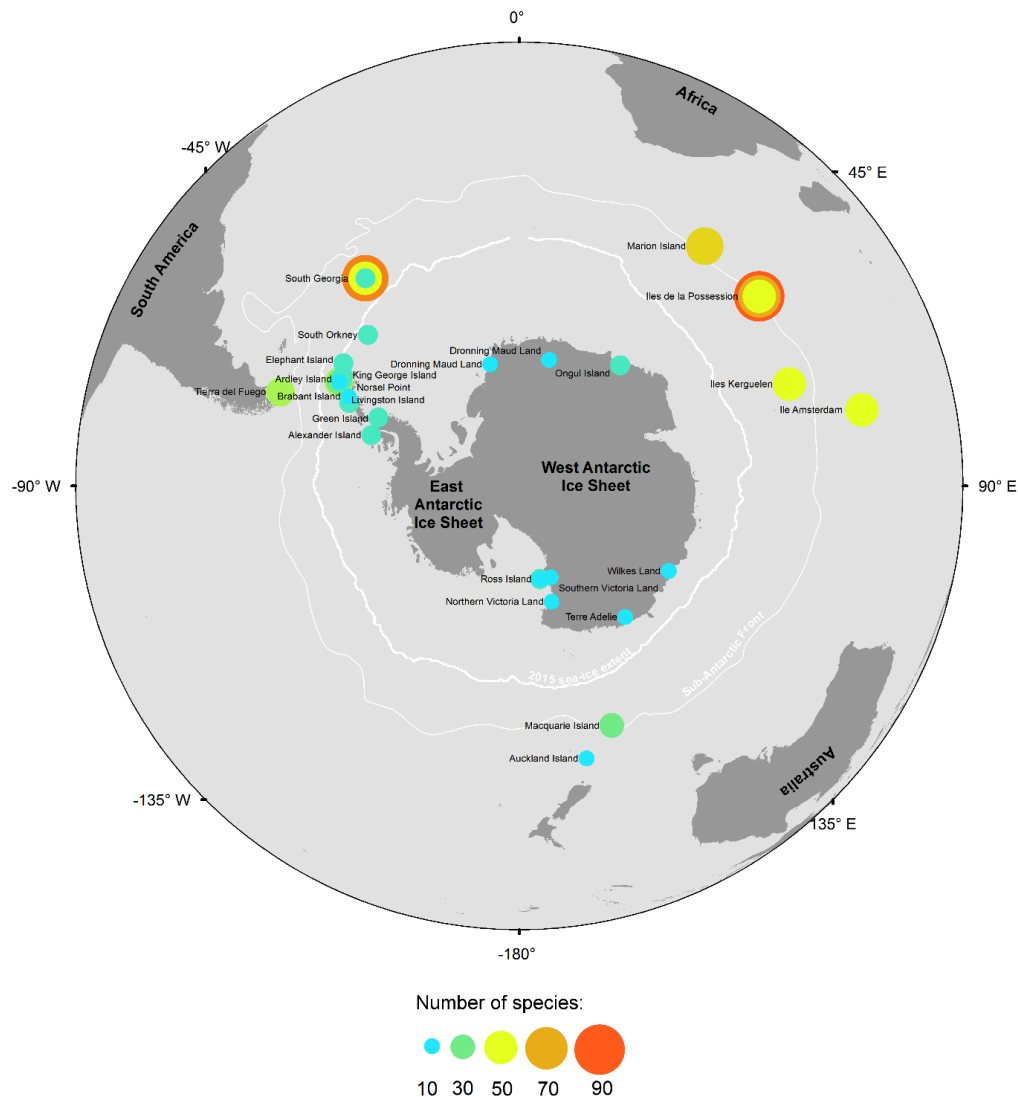 0°
Africa
-45° W
45° E
South America
Marion Island
South Georgia
Iles de la Possession
South Orkney
Dronning Maud Land
Elephant Island
Dronning Maud Land
Ongul Island
King George Island
Ardley Island
Iles Kerguelen
Norsel Point
Tierra del Fuego
Brabant Island
Livingston Island
Ile Amsterdam
Green Island
Alexander Island
West Antarctic
Ice Sheet
-90° W
90° E
East
Antarctic
Ice Sheet
Wilkes Land
Ross Island
Southern Victoria Land
Northern Victoria Land
Terre Adelie
2015 sea-ice extent
Sub-Antarctic Front
Macquarie Island
Auckland Island
Australia
-135° W
135° E
-180°
Number of species:
10 30 50 70 90